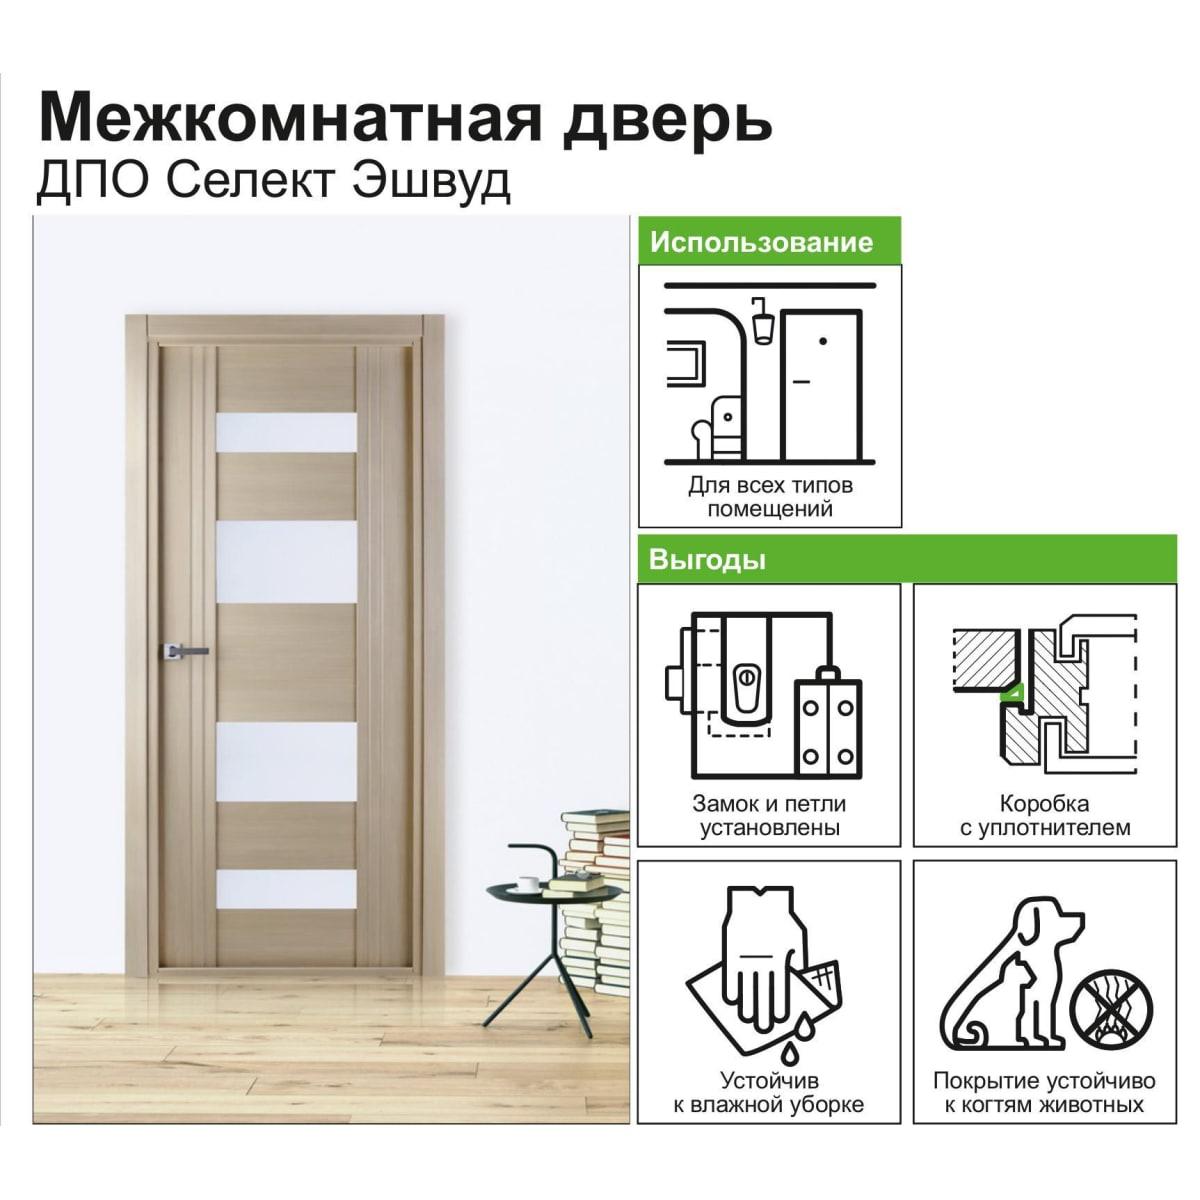 Межкомнатная дверь
ДПО Селект Эшвуд
Использование
Для всех типов
помещений
Выгоды
Замок и петли
установлены
Коробка
с уплотнителем
Устойчив
к влажной уборке
Покрытие устойчиво
к когтям животных